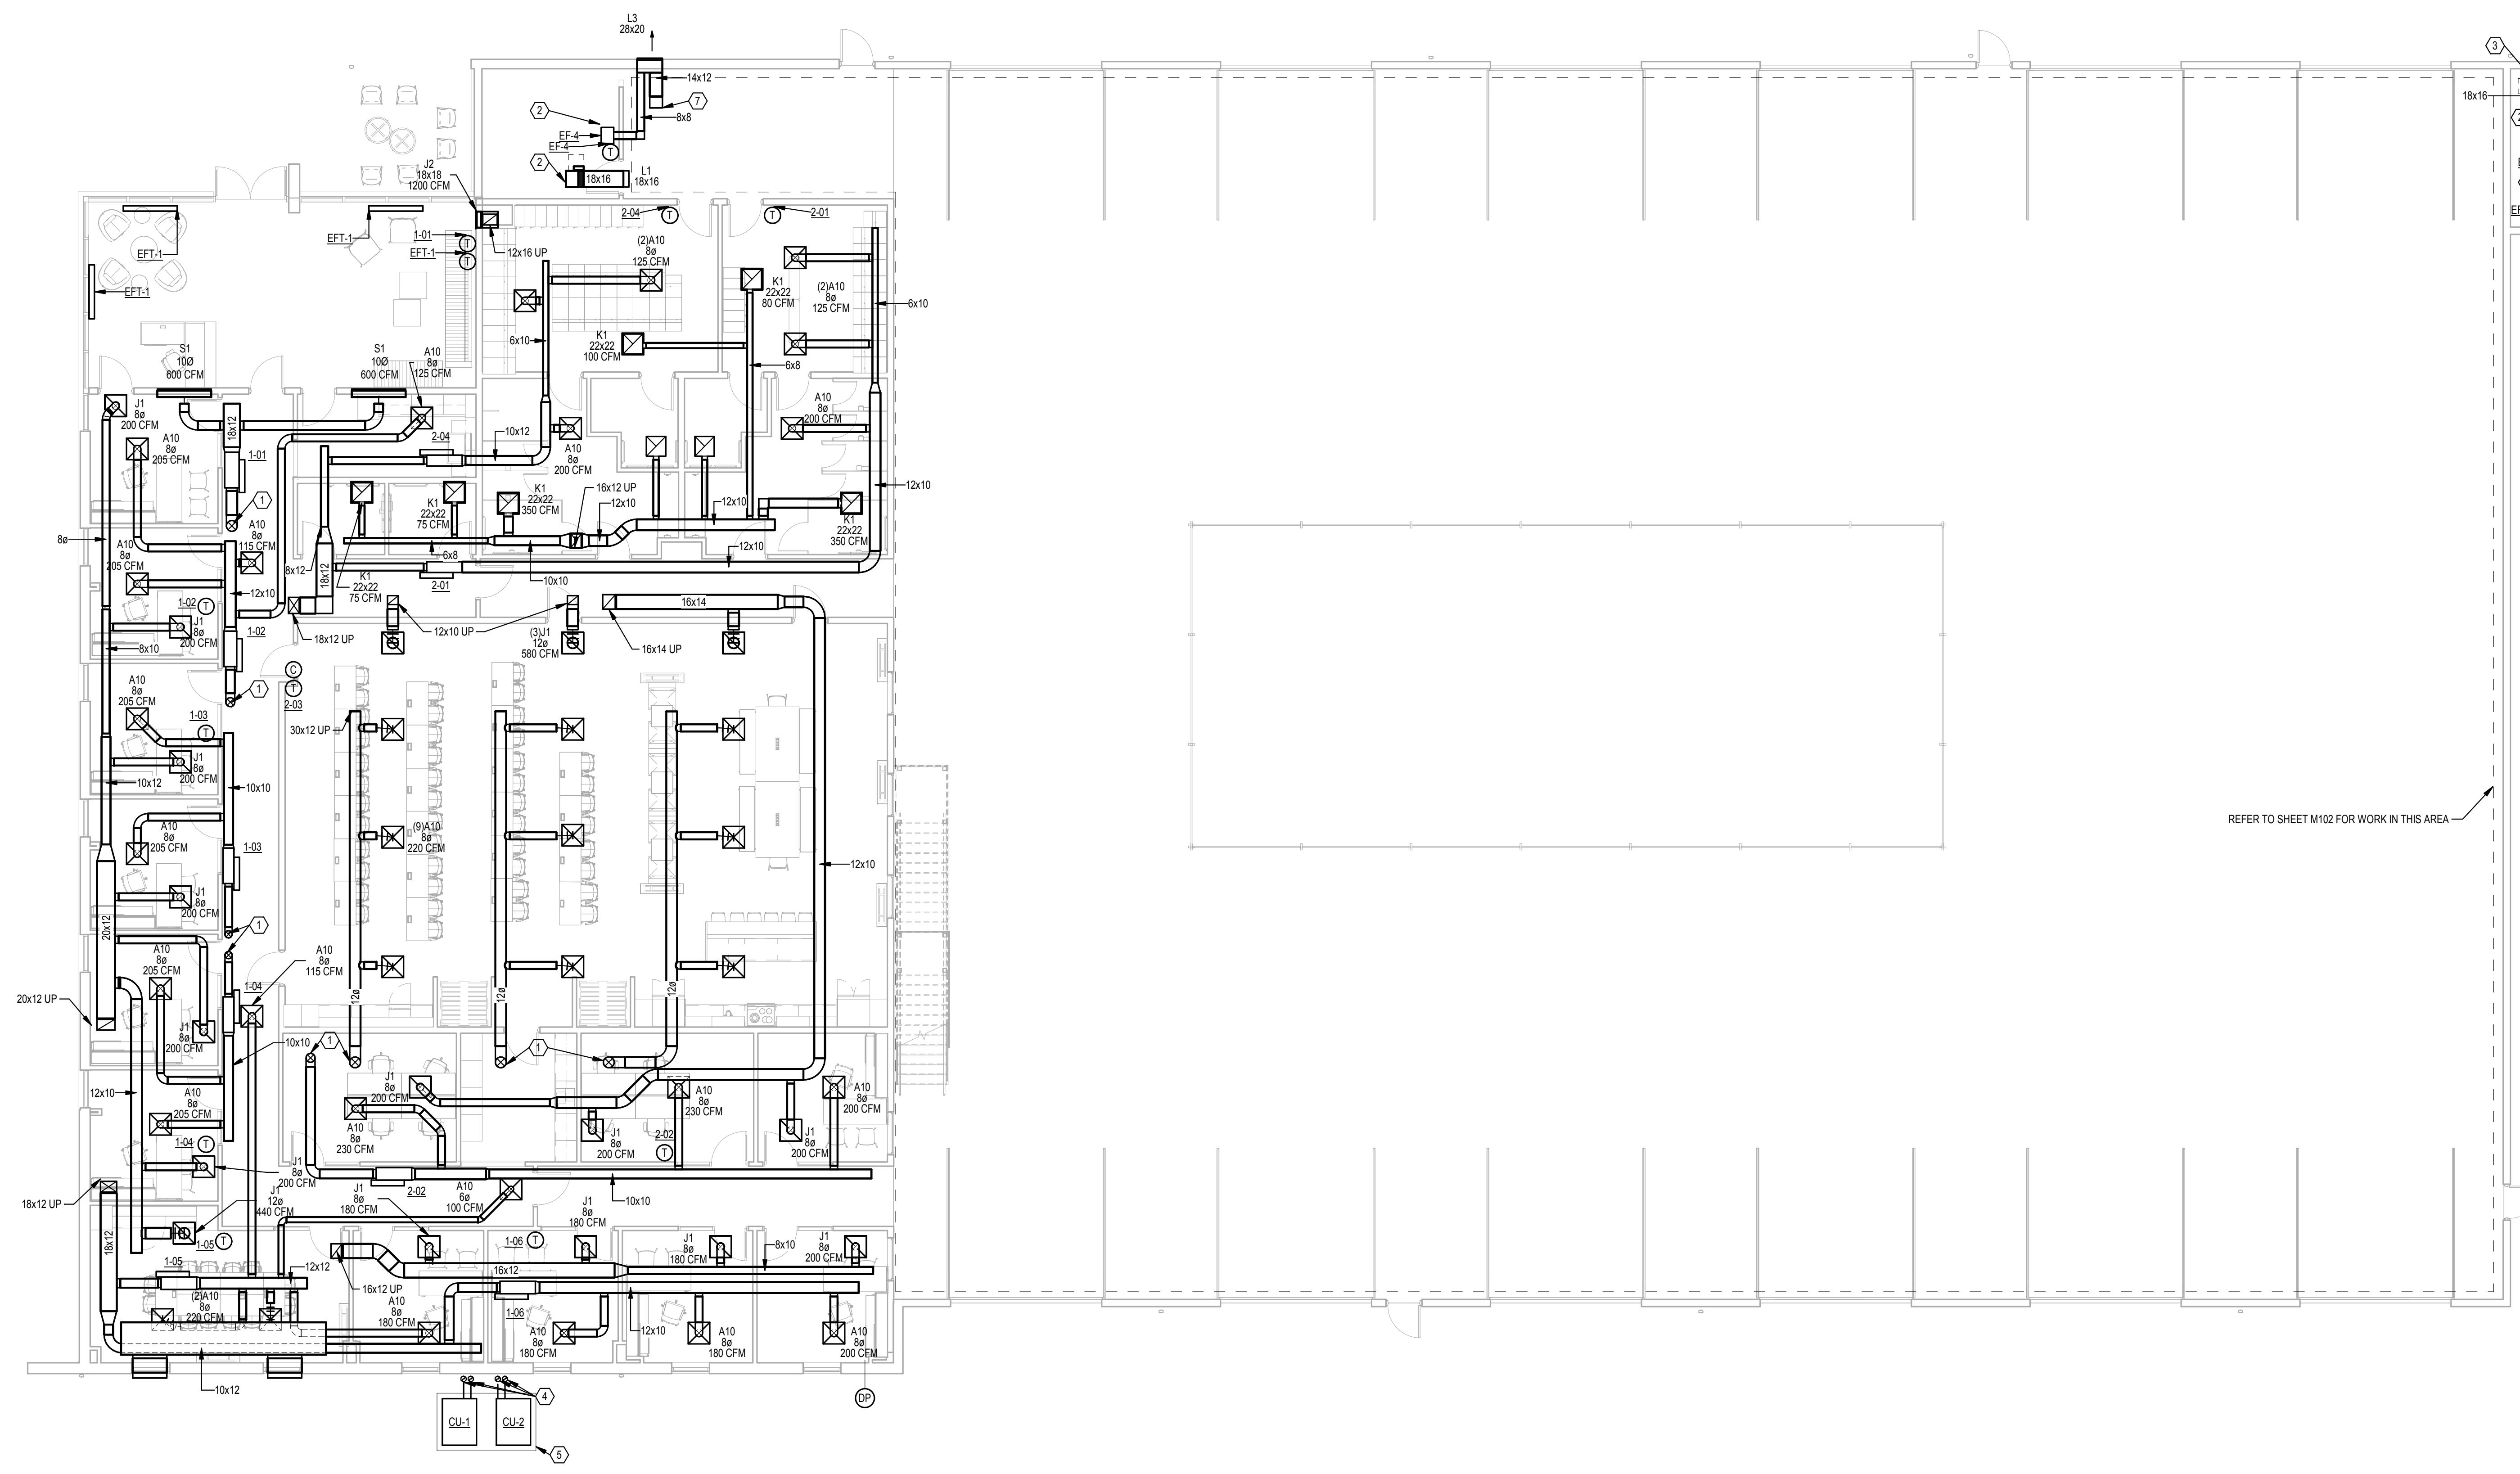 L3
28x20
14x12
7
2
8x8
EF-4
EF-4
T
2
18x16
L1
18x16
3
18x16
J2
18x18
1200 CFM
2-04
T
T
2-01
1-01
T
EFT-1
T
12x16 UP
EFT-1
EFT-1
EFT-1
(2)A10
8ø
125 CFM
K1
22x22
80 CFM
(2)A10
8ø
125 CFM
6x10
6x10
K1
22x22
100 CFM
6x8
S1
10Ø
600 CFM
S1
10Ø
600 CFM
A10
8ø
125 CFM
J1
8ø
200 CFM
A10
8ø
205 CFM
18x12
1-01
2-04
10x12
A10
8ø
200 CFM
A10
8ø
200 CFM
1
K1
22x22
75 CFM
K1
22x22
350 CFM
16x12 UP
12x10
12x10
12x10
K1
22x22
350 CFM
8ø
A10
8ø
205 CFM
A10
8ø
115 CFM
8x12
18x12
6x8
12x10
10x10
K1
22x22
75 CFM
2-01
12x10
1-02
T
J1
8ø
200 CFM
1-02
8x10
18x12 UP
12x10 UP
(3)J1
12ø
580 CFM
16x14
16x14 UP
C
T
2-03
1
A10
8ø
205 CFM
1-03
T
30x12 UP
J1
8ø
200 CFM
10x12
10x10
A10
8ø
205 CFM
1-03
(9)A10
8ø
220 CFM
12x10
REFER TO SHEET M102 FOR WORK IN THIS AREA
J1
8ø
200 CFM
20x12
1
A10
8ø
205 CFM
A10
8ø
115 CFM
1-04
12ø
12ø
12ø
20x12 UP
J1
8ø
200 CFM
10x10
1
1
12x10
A10
8ø
205 CFM
J1
8ø
200 CFM
A10
8ø
230 CFM
A10
8ø
230 CFM
A10
8ø
200 CFM
1-04
T
J1
8ø
200 CFM
2-02
T
J1
8ø
200 CFM
J1
8ø
200 CFM
18x12 UP
J1
12ø
440 CFM
J1
8ø
180 CFM
2-02
A10
6ø
100 CFM
10x10
J1
8ø
180 CFM
18x12
1-05
T
1-05
12x12
1-06
T
J1
8ø
180 CFM
8x10
J1
8ø
200 CFM
16x12
16x12 UP
(2)A10
8ø
220 CFM
A10
8ø
180 CFM
1-06
A10
8ø
180 CFM
12x10
A10
8ø
180 CFM
A10
8ø
200 CFM
10x12
4
DP
CU-1
CU-2
5